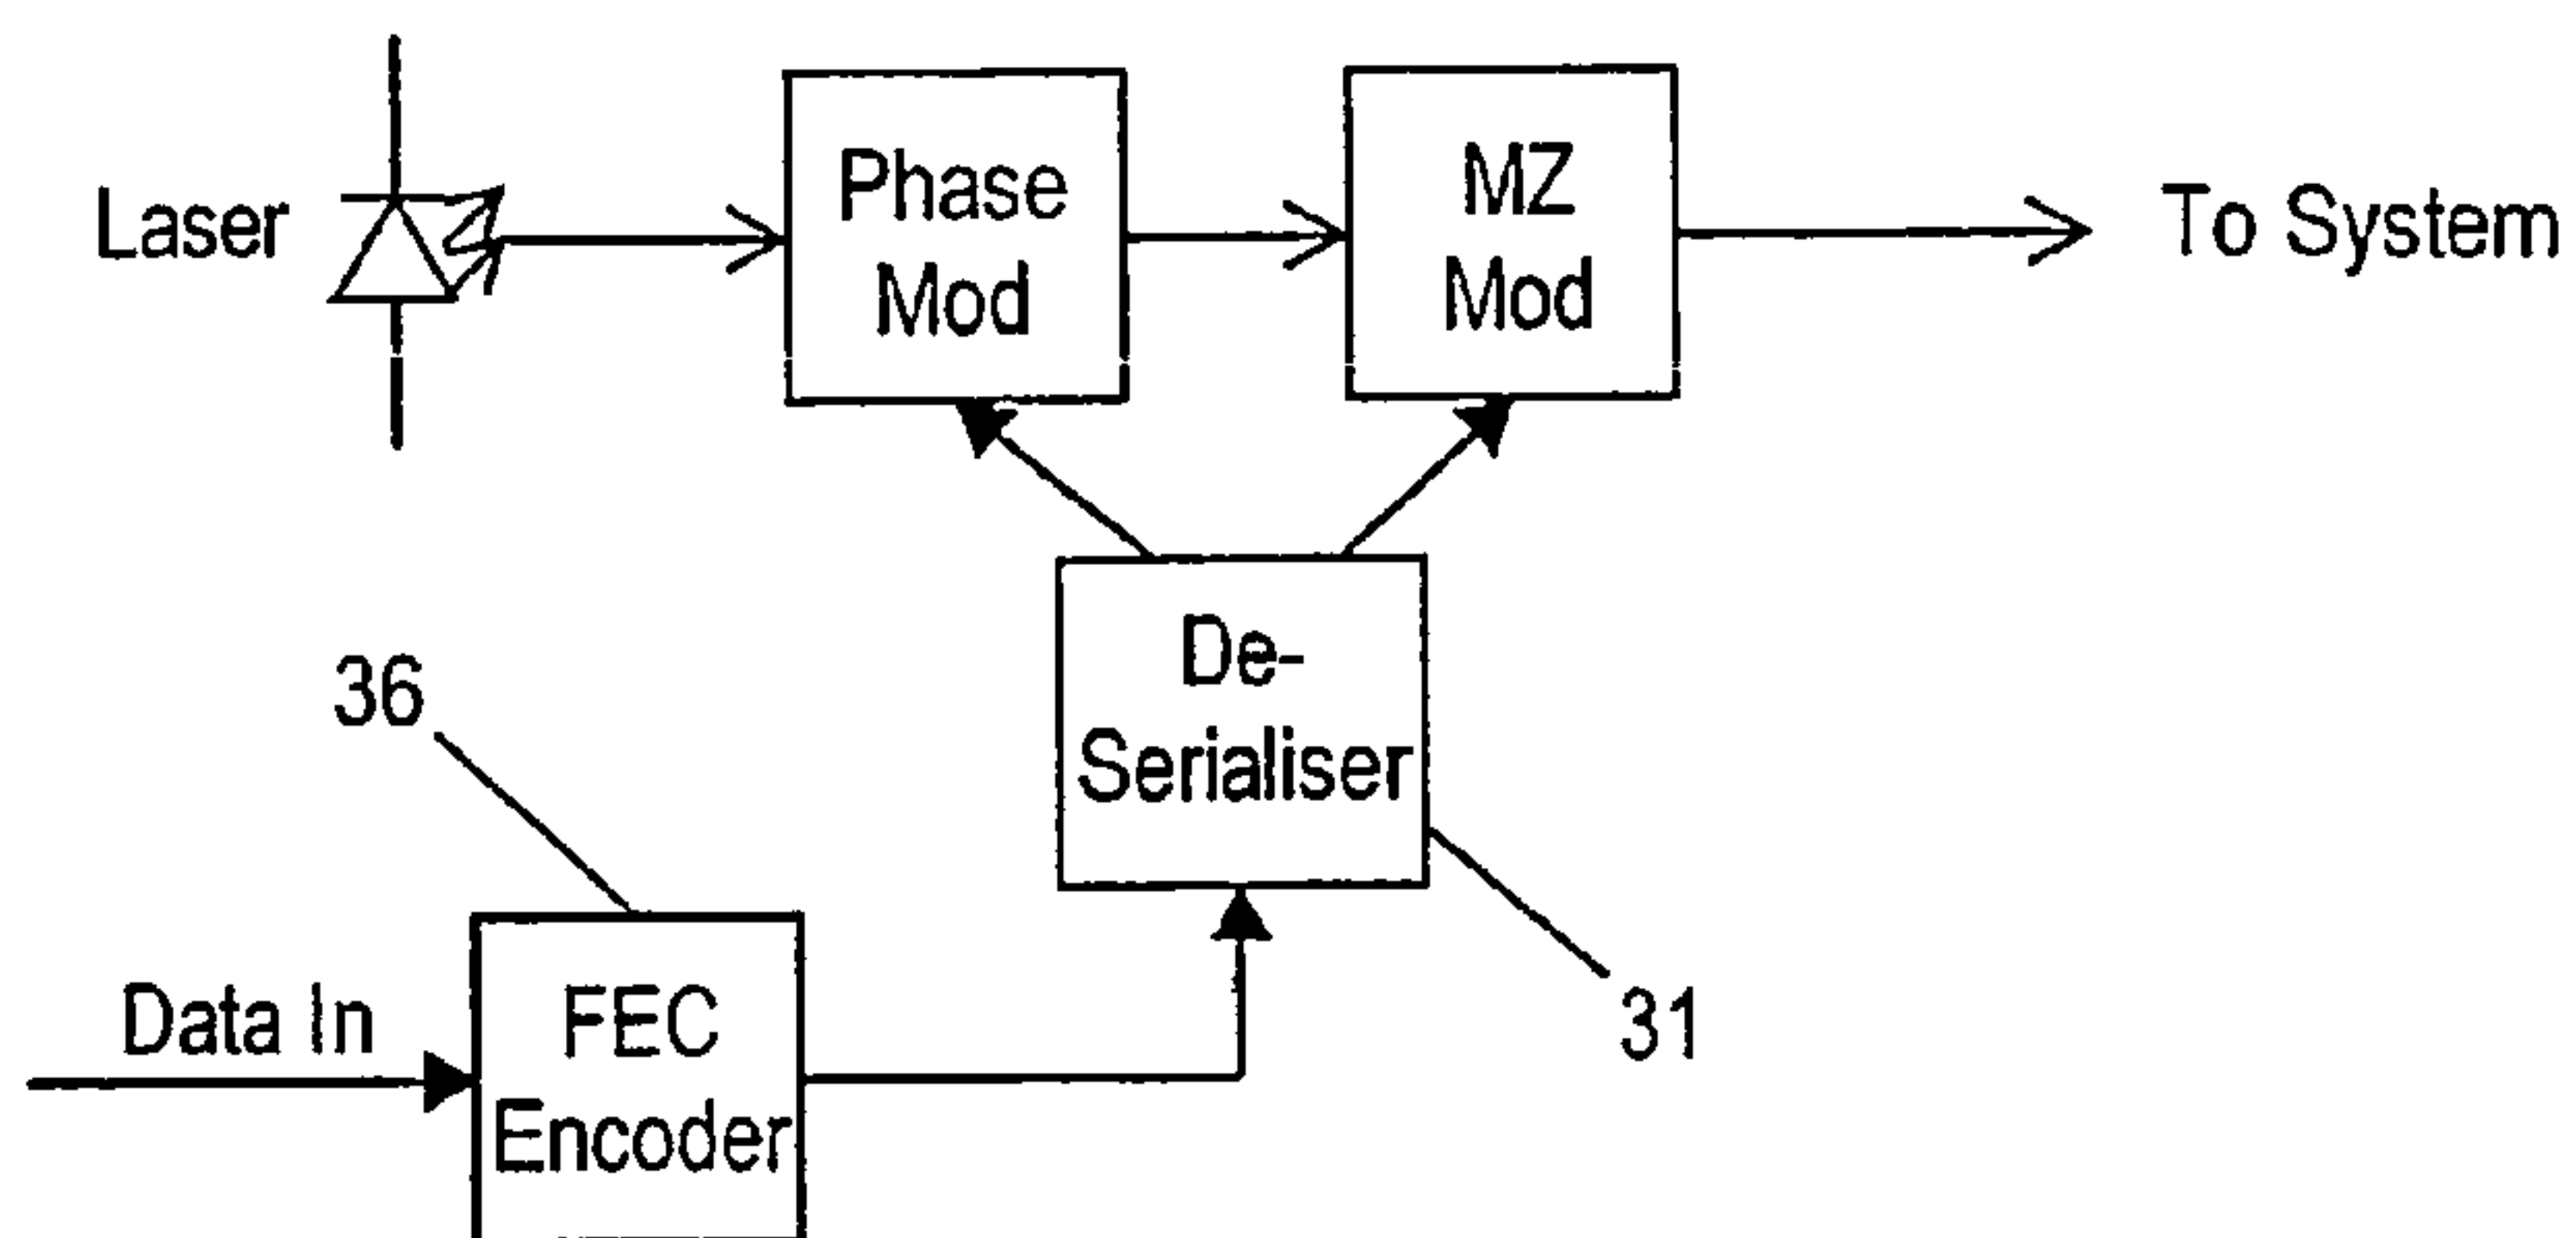 Laser
Phase
Mod
MZ
Mod
To System
De-
Serialiser
36
31
Data In
FEC
Encoder